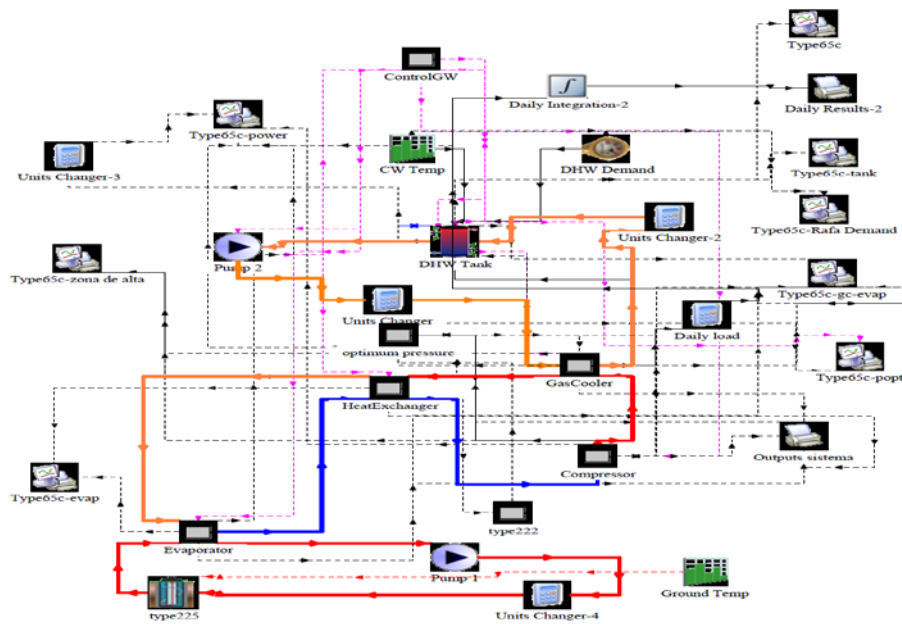 Type65c
ControlGW
Daily Integration-2
Daily Results-2
Type65c-power
Units Changer-3
CW Temp
DHW Demand
Type65c-tank
Type65c-Rafa Demand
Units Changer-2
Pump 2
DHW Tank
Type65c-zona de alta
Type65c-gc-evap
Units Changer
Daily load
optimum pressure
GasCooler
Type65c-popt
HeatExchanger
Outputs sistema
Compressor
Type65c-evap
type222
Evaporator
Pump 1
Ground Temp
type225
Units Changer-4